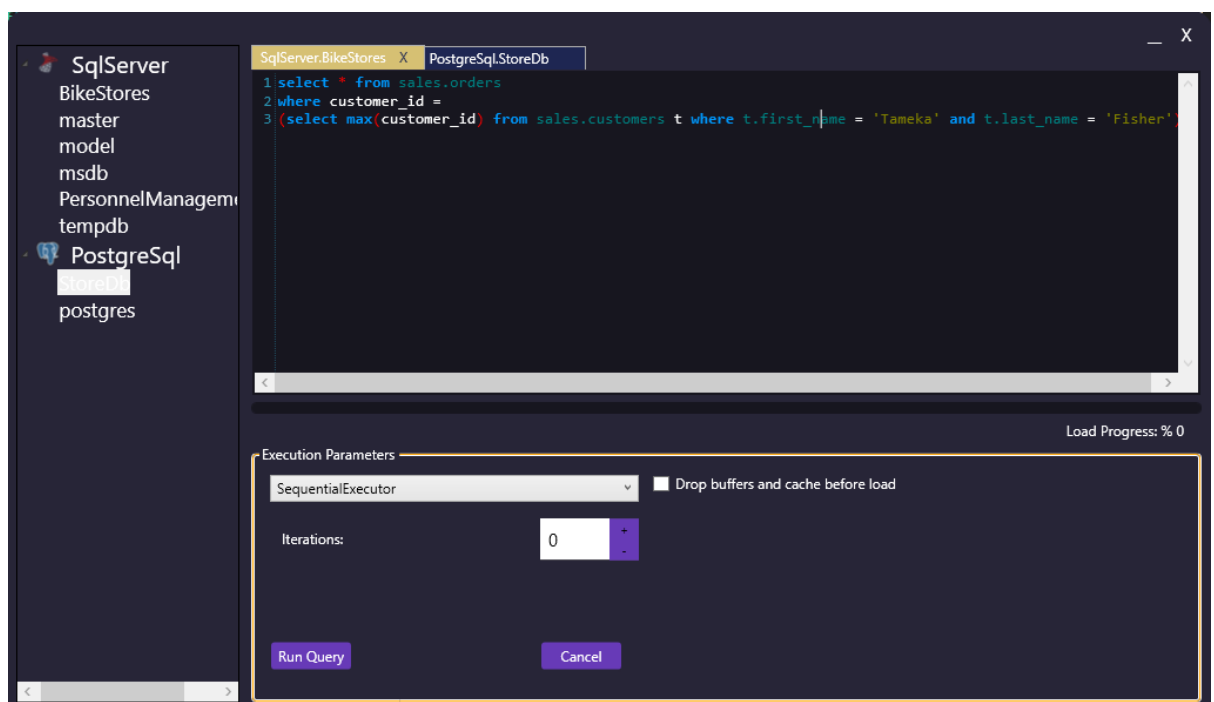 _ X
SqlServer
BikeStores
master
model
msdb
PersonnelManagem
tempdb
PostgreSql
StoreDb
postgres
SqlServer.BikeStores X PostgreSql.StoreDb
1 select * from sales.orders
2 where customer_id =
3 (select max(customer_id) from sales.customers t where t.first_name = 'Tameka' and t.last_name = 'Fisher')
Load Progress: % 0
Execution Parameters
SequentialExecutor
Drop buffers and cache before load
Iterations:
0
+
-
Run Query
Cancel